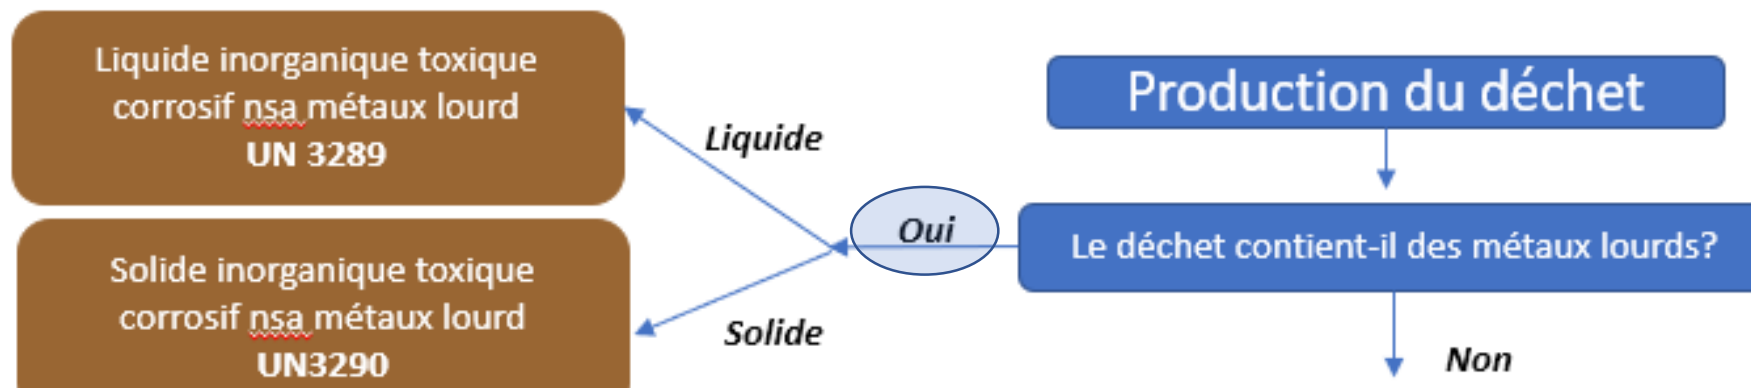 Production du déchet
Le déchet contient-il des métaux lourds?
Oui
Liquide
Liquide inorganique toxique
corrosif nsa métaux lourd
UN 3289
Solide
Solide inorganique toxique
corrosif nsa métaux lourd
UN3290
Non